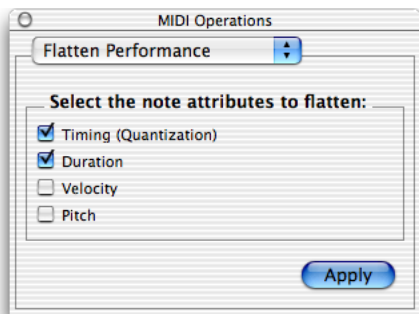 MIDI Operations
Flatten Performance
Select the note attributes to flatten:
Timing (Quantization)
Duration
Velocity
Pitch
Apply